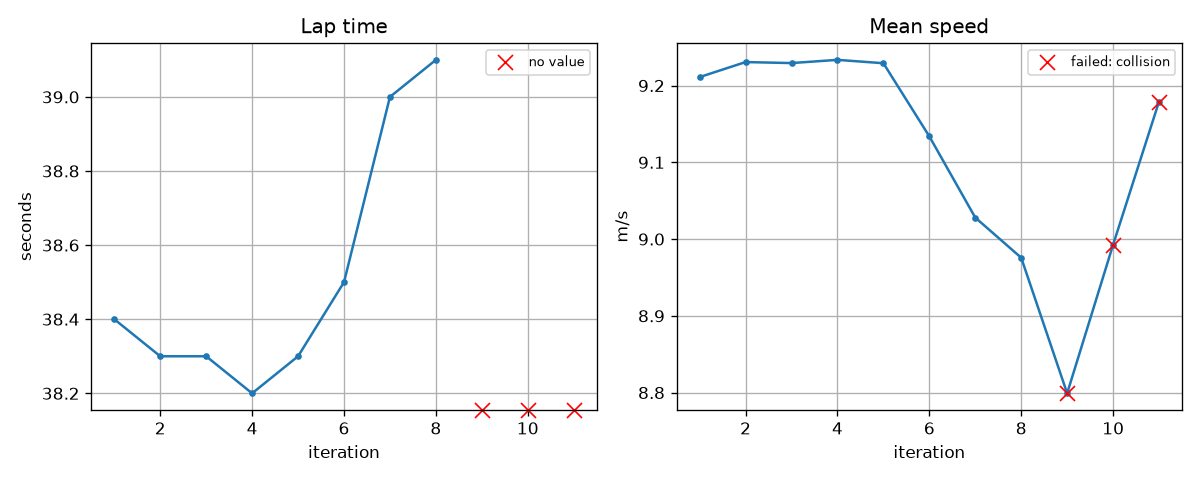 Lap time
no value
39.0
38.8
38.6
38.4
38.2
seconds
2
4
6
8
10
iteration
Mean speed
failed: collision
9.2
9.1
9.0
8.9
8.8
m/s
2
4
6
8
10
iteration